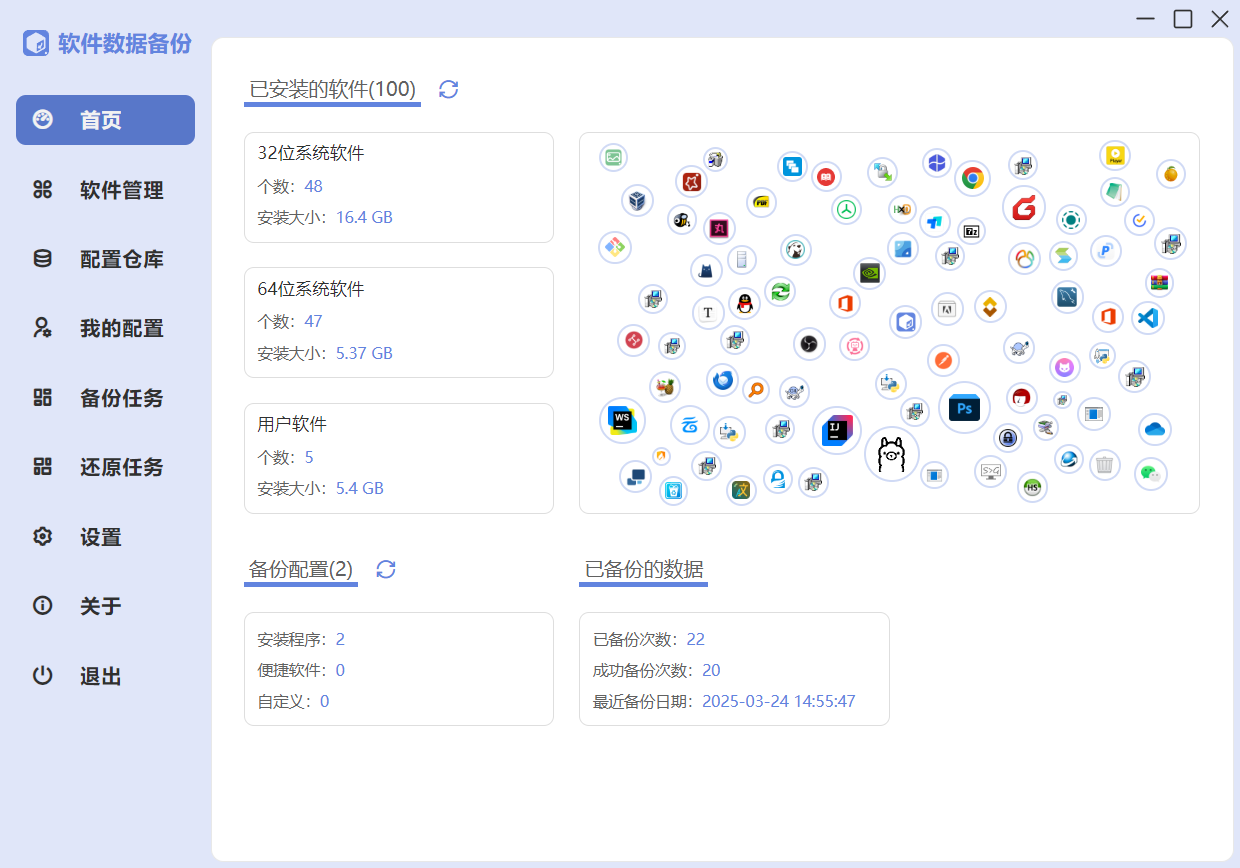 软件数据备份
首页
软件管理
配置仓库
我的配置
备份任务
还原任务
设置
关于
退出
已安装的软件(100)
32位系统软件
个数：48
安装大小：16.4 GB
64位系统软件
个数：47
安装大小：5.37 GB
用户软件
个数：5
安装大小：5.4 GB
PDF
7z
T
WS
IJ
Ps
文
HS
备份配置(2)
安装程序：2
便捷软件：0
自定义：0
已备份的数据
已备份次数：22
成功备份次数：20
最近备份日期：2025-03-24 14:55:47